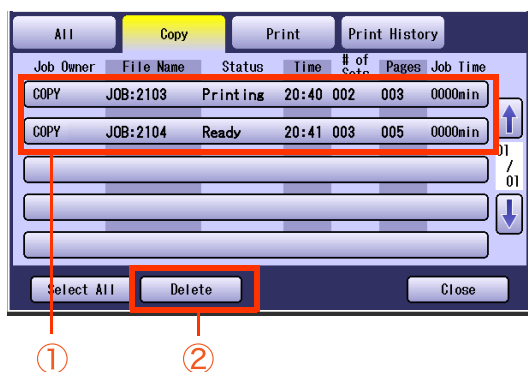 All Copy Print Print History
Job Owner File Name Status Time # of Sets Pages Job Time
COPY JOB:2103 Printing 20:40 002 003 0000min
COPY JOB:2104 Ready 20:41 003 005 0000min
01
/
01
Select All Delete Close
① ②